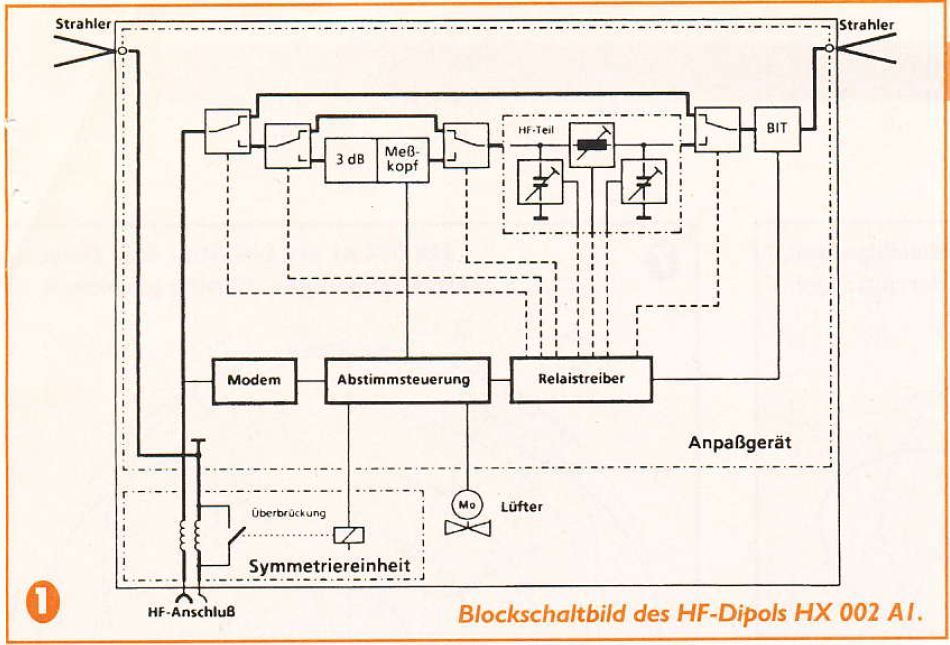 Strahler
Strahler
HF-Teil
BIT
3 dB
Meß-
kopf
Modem
Abstimmsteuerung
Relaistreiber
Anpaßgerät
Mo
Lüfter
Überbrückung
Symmetriereinheit
1
HF-Anschluß
Blockschaltbild des HF-Dipols HX 002 A1.